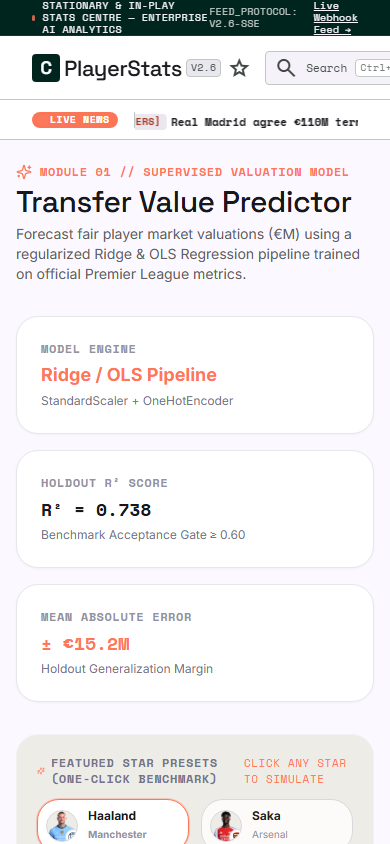 STATIONARY & IN-PLAY
STATS CENTRE — ENTERPRISE
AI ANALYTICS
FEED_PROTOCOL:
V2.6-SSE
Live
Webhook
Feed →
C PlayerStats V2.6 Search Ctrl+
LIVE NEWS ERS] Real Madrid agree €110M ter
MODULE 01 // SUPERVISED VALUATION MODEL
Transfer Value Predictor
Forecast fair player market valuations (€M) using a
regularized Ridge & OLS Regression pipeline trained
on official Premier League metrics.
MODEL ENGINE
Ridge / OLS Pipeline
StandardScaler + OneHotEncoder
HOLDOUT R² SCORE
R² = 0.738
Benchmark Acceptance Gate ≥ 0.60
MEAN ABSOLUTE ERROR
± €15.2M
Holdout Generalization Margin
FEATURED STAR PRESETS
(ONE-CLICK BENCHMARK)
CLICK ANY STAR
TO SIMULATE
Haaland
Manchester
Saka
Arsenal